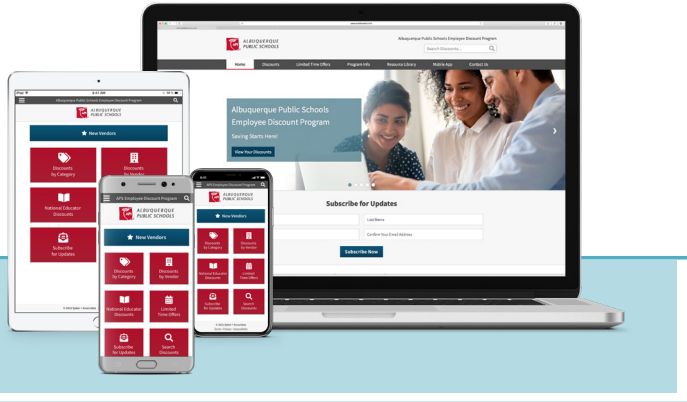 ALBUQUERQUE
PUBLIC SCHOOLS
Albuquerque Public Schools Employee Discount Program
Search Discounts...
Home Discounts Limited Time Offers Program Info Resource Library Mobile App Contact Us
Albuquerque Public Schools
Employee Discount Program
Saving Starts Here!
View Your Discounts
Subscribe for Updates
Last Name
Confirm Your Email Address
Subscribe Now
iPad
9:41 AM
Albuquerque Public Schools Employee Discount Program
APS
ALBUQUERQUE
PUBLIC SCHOOLS
New Vendors
Discounts
by Category
Discounts
by Vendor
National Educator
Discounts
Subscribe
for Updates
APS Employee Discount Program
ALBUQUERQUE
PUBLIC SCHOOLS
New Vendors
Discounts
by Category
Discounts
by Vendor
National Educator
Discounts
Limited
Time Offers
Subscribe
for Updates
Search
Discounts
APS Employee Discount Program
ALBUQUERQUE
PUBLIC SCHOOLS
New Vendors
Discounts
by Category
Discounts
by Vendor
National Educator
Discounts
Limited
Time Offers
Subscribe
for Updates
Search
Discounts